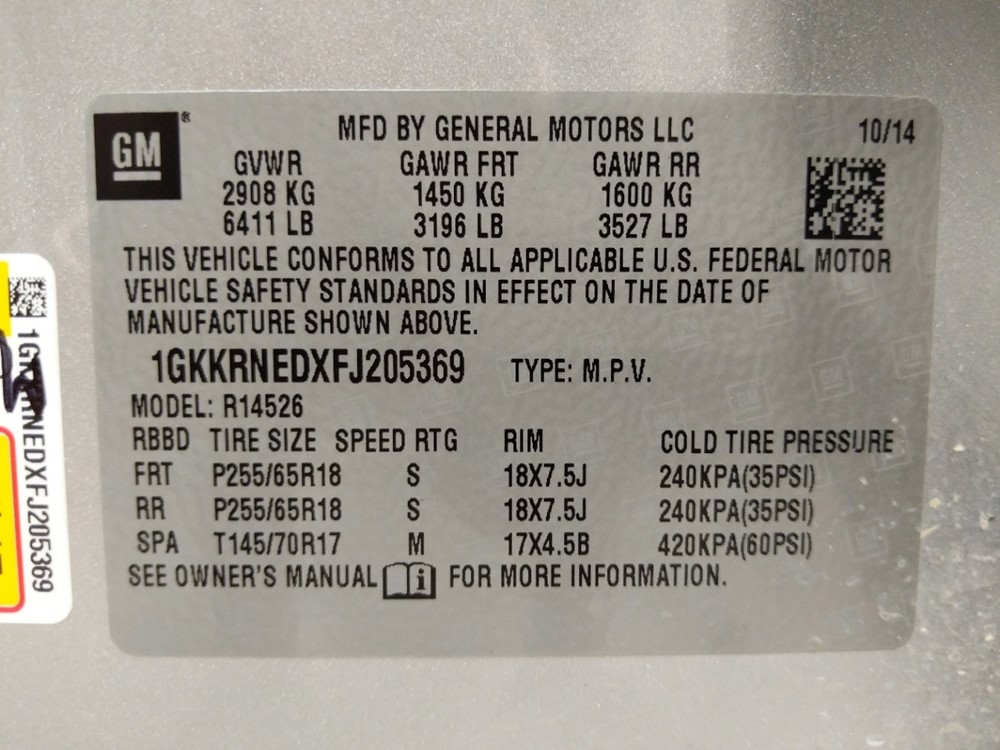 GM®
MFD BY GENERAL MOTORS LLC 10/14
GVWR GAWR FRT GAWR RR
2908 KG 1450 KG 1600 KG
6411 LB 3196 LB 3527 LB
THIS VEHICLE CONFORMS TO ALL APPLICABLE U.S. FEDERAL MOTOR
VEHICLE SAFETY STANDARDS IN EFFECT ON THE DATE OF
MANUFACTURE SHOWN ABOVE.
1GKKRNEDXFJ205369 TYPE: M.P.V.
MODEL: R14526
RBBD TIRE SIZE SPEED RTG RIM COLD TIRE PRESSURE
FRT P255/65R18 S 18X7.5J 240KPA(35PSI)
RR P255/65R18 S 18X7.5J 240KPA(35PSI)
SPA T145/70R17 M 17X4.5B 420KPA(60PSI)
SEE OWNER'S MANUAL i FOR MORE INFORMATION.
1GKKRNEDXFJ205369